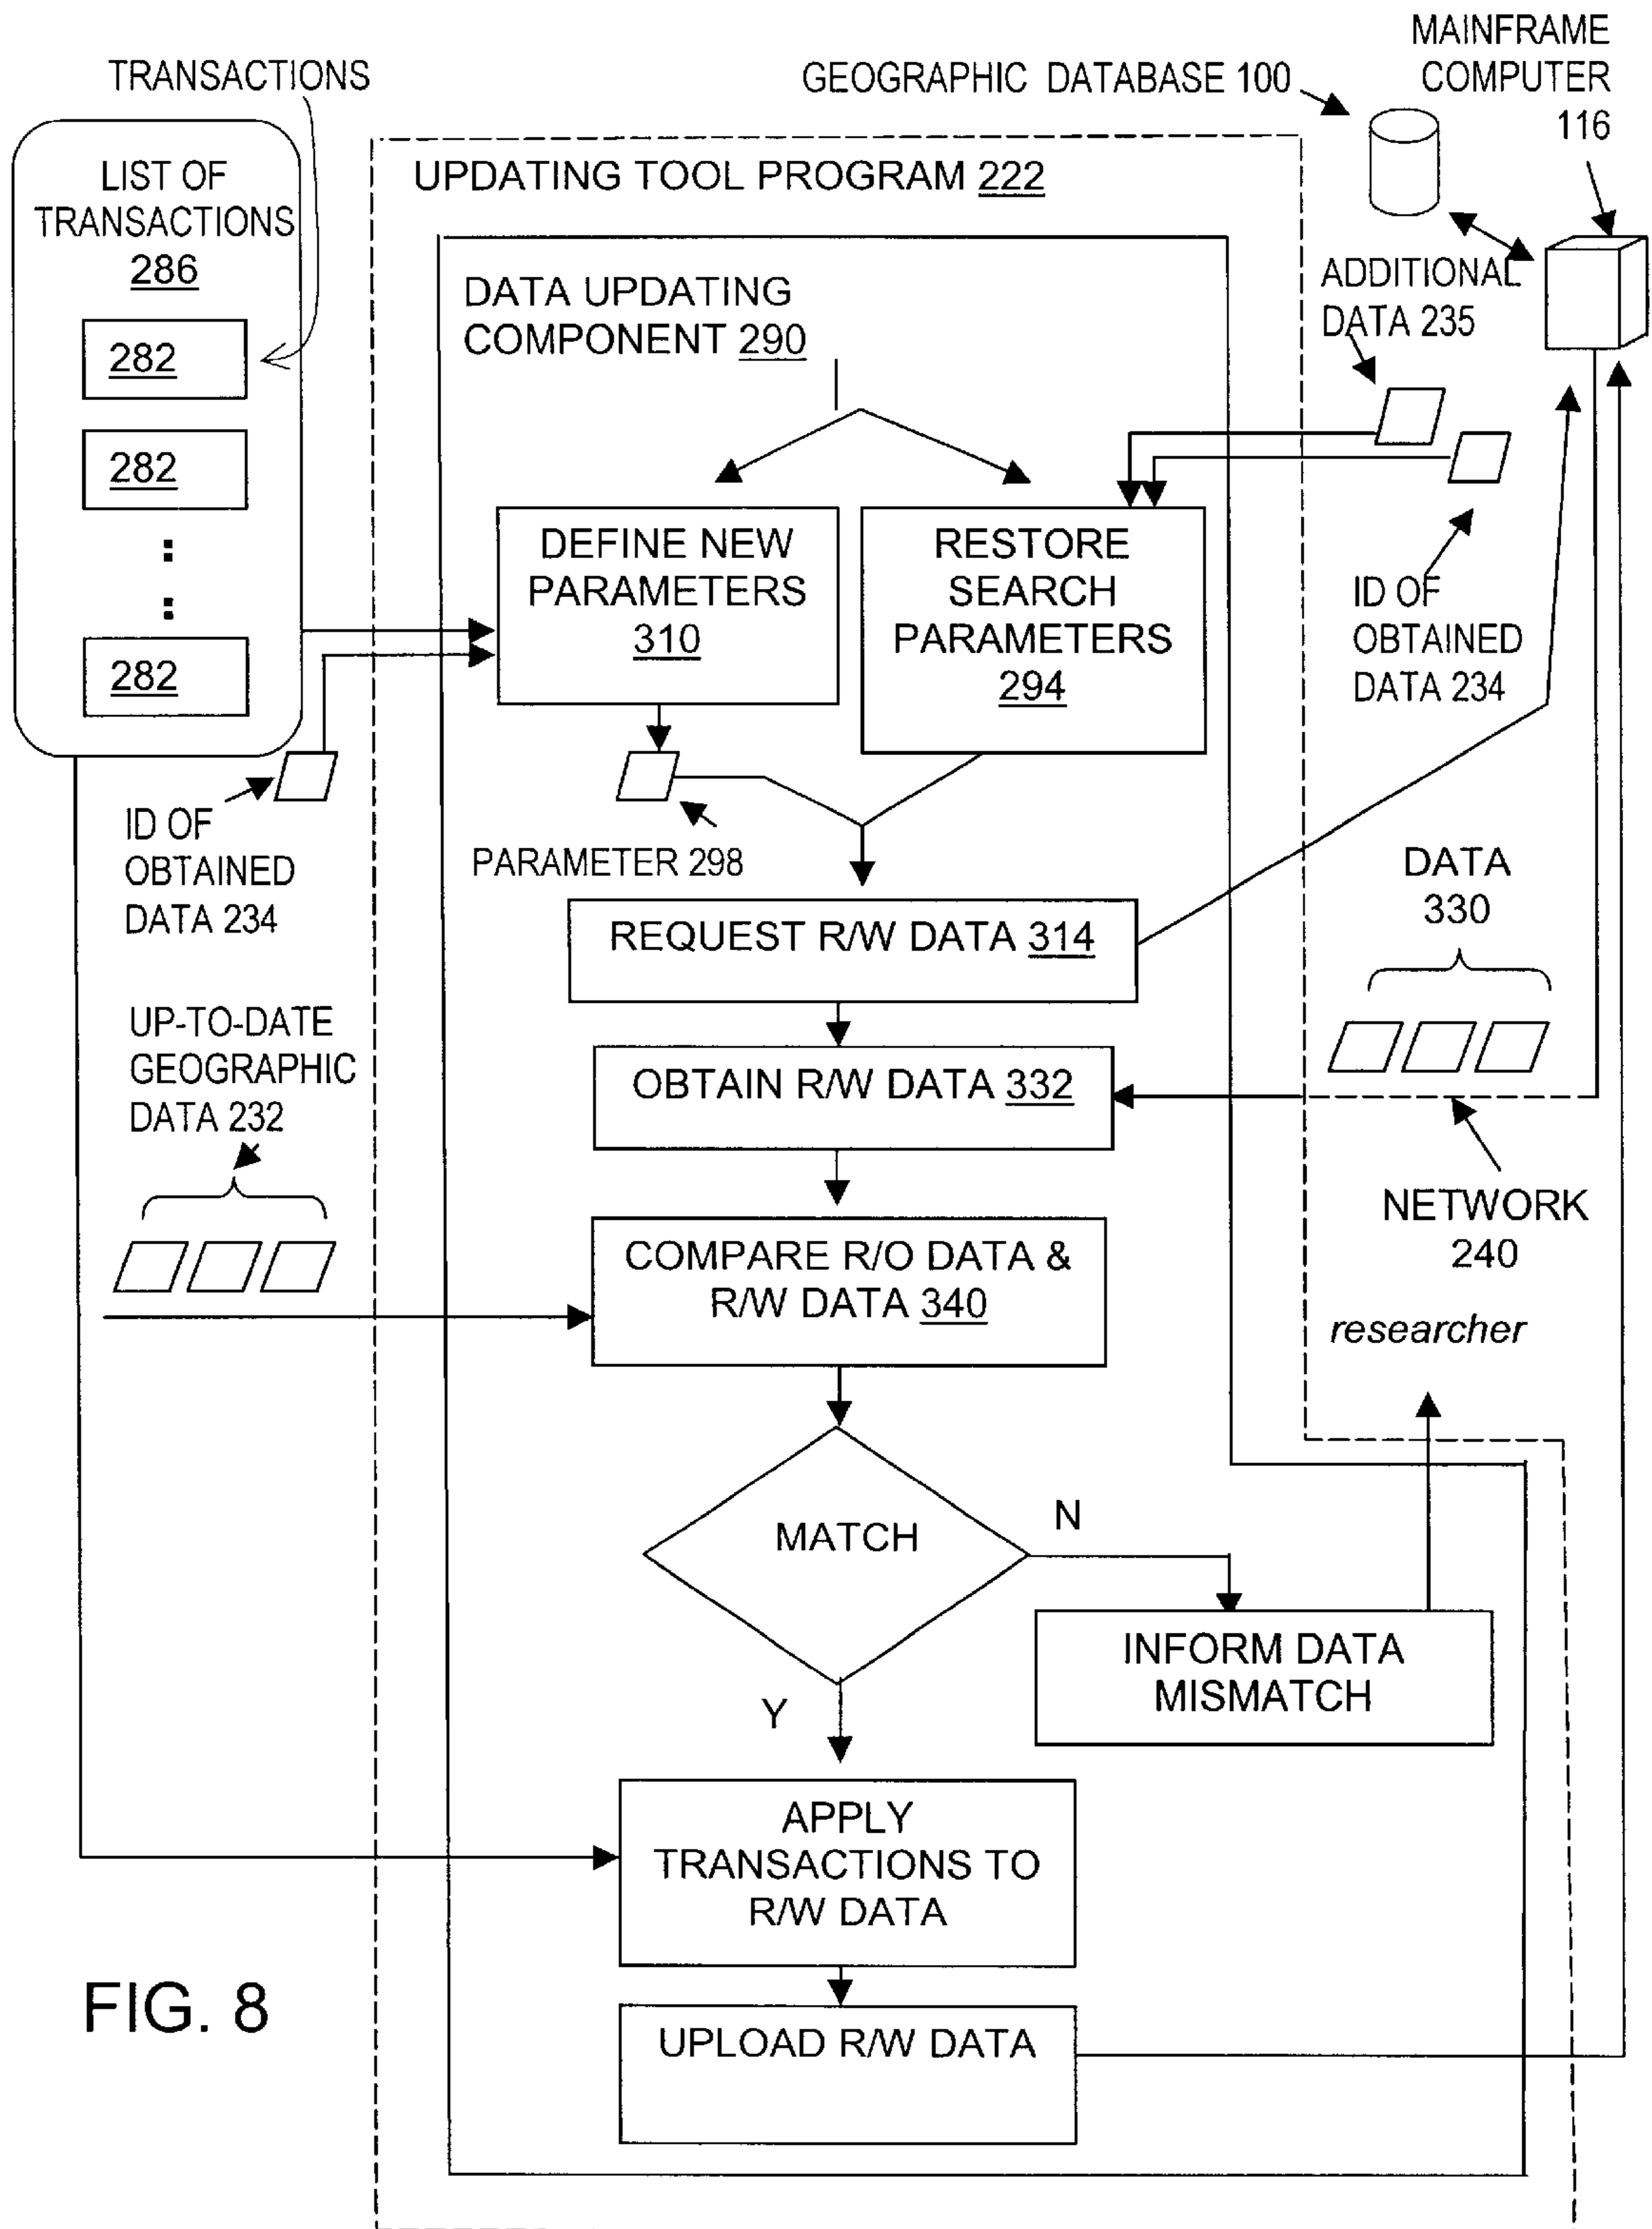 TRANSACTIONS
LIST OF
TRANSACTIONS
286
282
282
:
:
282
GEOGRAPHIC DATABASE 100
MAINFRAME
COMPUTER
116
UPDATING TOOL PROGRAM 222
DATA UPDATING
COMPONENT 290
ADDITIONAL
DATA 235
DEFINE NEW
PARAMETERS
310
RESTORE
SEARCH
PARAMETERS
294
ID OF
OBTAINED
DATA 234
ID OF
OBTAINED
DATA 234
PARAMETER 298
REQUEST R/W DATA 314
DATA
330
UP-TO-DATE
GEOGRAPHIC
DATA 232
OBTAIN R/W DATA 332
NETWORK
240
COMPARE R/O DATA &
R/W DATA 340
researcher
MATCH
N
INFORM DATA
MISMATCH
Y
APPLY
TRANSACTIONS TO
R/W DATA
UPLOAD R/W DATA
FIG. 8